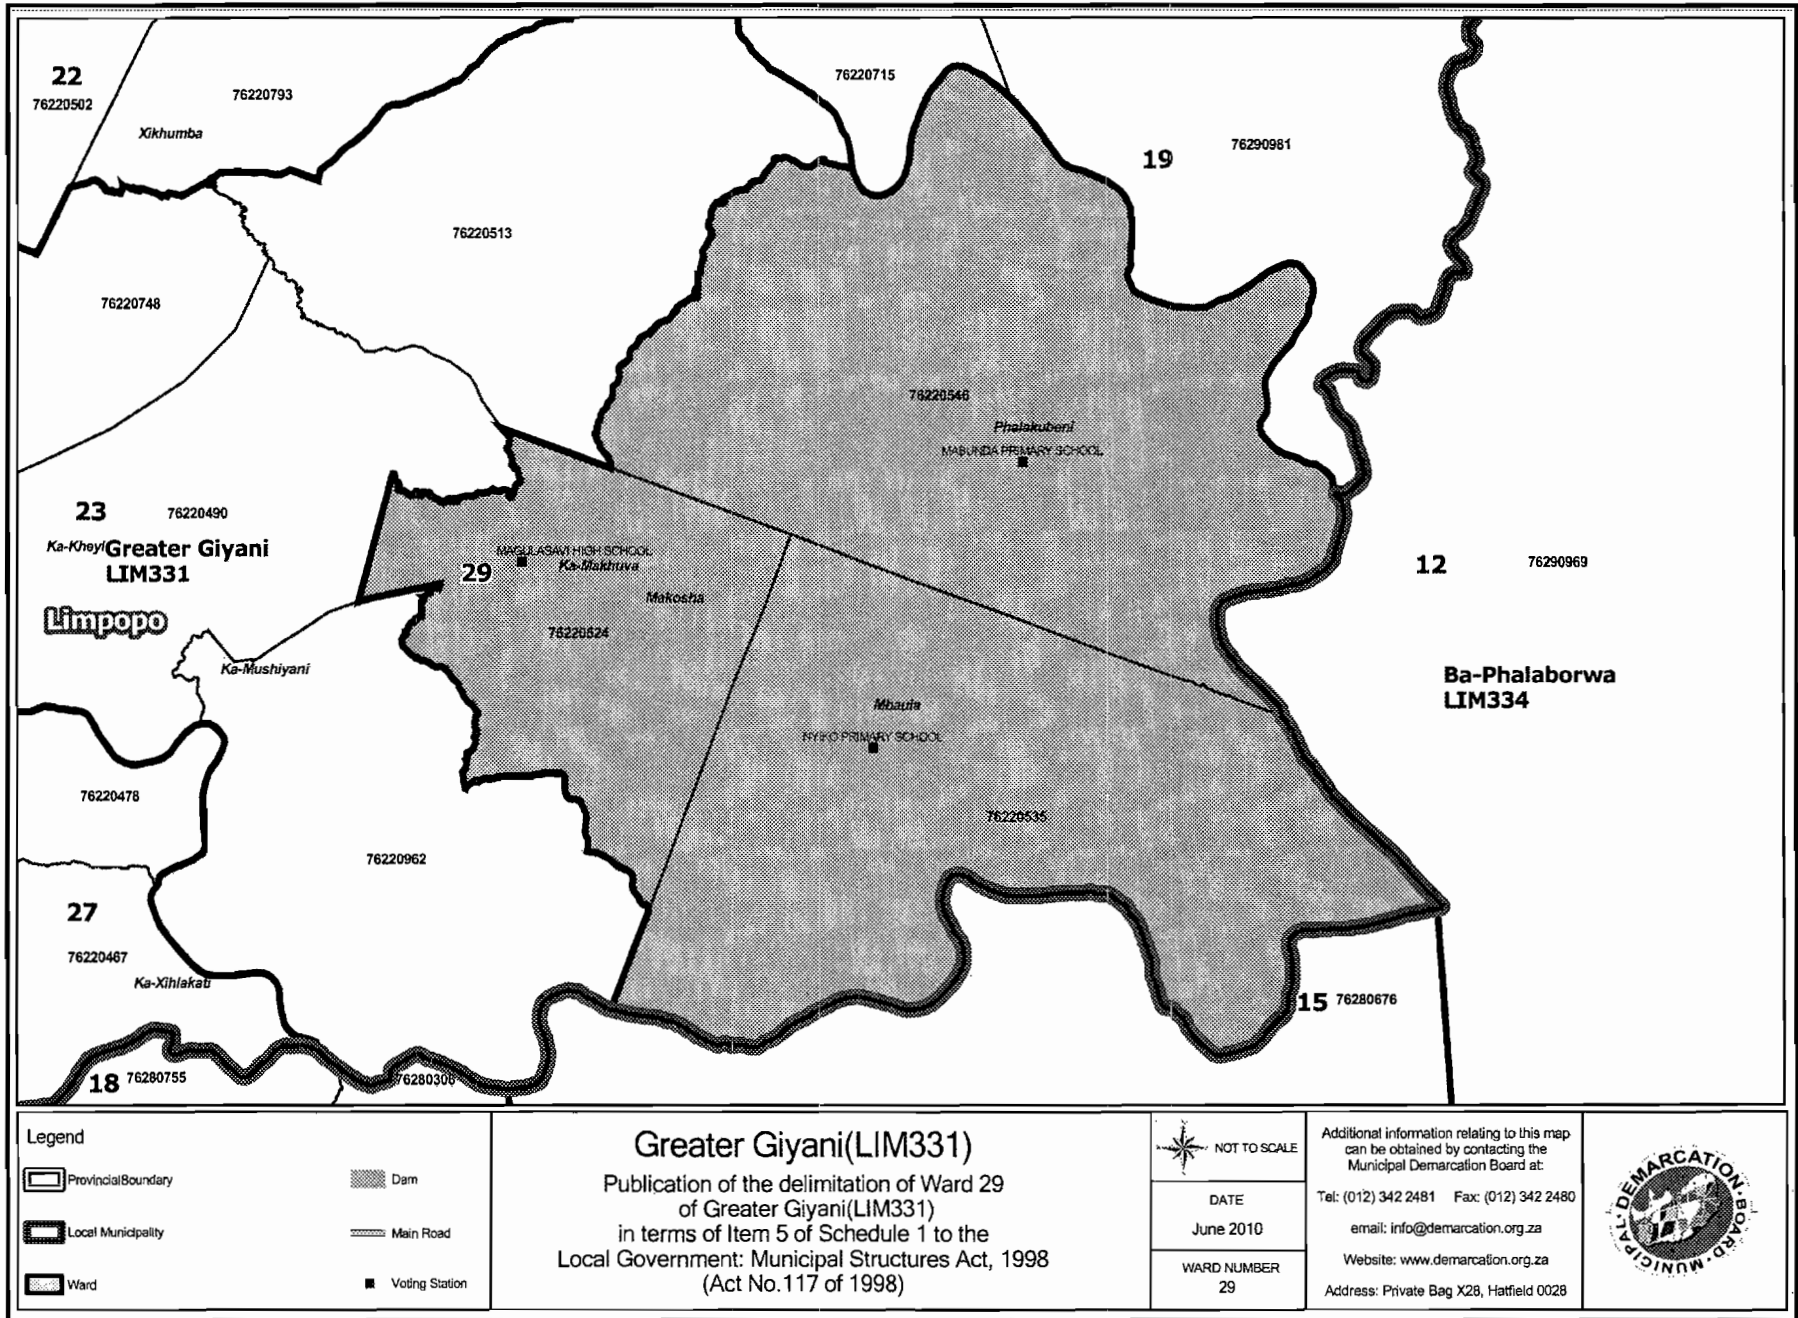 22
76220502
76220793
Xikhumba
76220715
19
76290981
76220513
76220748
76220546
Phalakubeni
MABUNDA PRIMARY SCHOOL
23
76220490
Ka-Kheyi
Greater Giyani
LIM331
Limpopo
MAGULASAVI HIGH SCHOOL
Ka-Makhuva
29
Makosha
76220524
12
76290969
Ka-Mushiyani
Ba-Phalaborwa
LIM334
Mbaula
NYIKO PRIMARY SCHOOL
76220478
76220535
76220962
27
76220467
Ka-Xihlakati
15 76280676
18 76280755
76280306
Legend
Provincial Boundary
Local Municipality
Ward
Dam
Main Road
Voting Station
Greater Giyani(LIM331)
Publication of the delimitation of Ward 29
of Greater Giyani(LIM331)
in terms of Item 5 of Schedule 1 to the
Local Government: Municipal Structures Act, 1998
(Act No.117 of 1998)
NOT TO SCALE
DATE
June 2010
WARD NUMBER
29
Additional information relating to this map
can be obtained by contacting the
Municipal Demarcation Board at:
Tel: (012) 342 2481 Fax: (012) 342 2480
email: info@demarcation.org.za
Website: www.demarcation.org.za
Address: Private Bag X28, Hatfield 0028
MUNICIPAL DEMARCATION BOARD